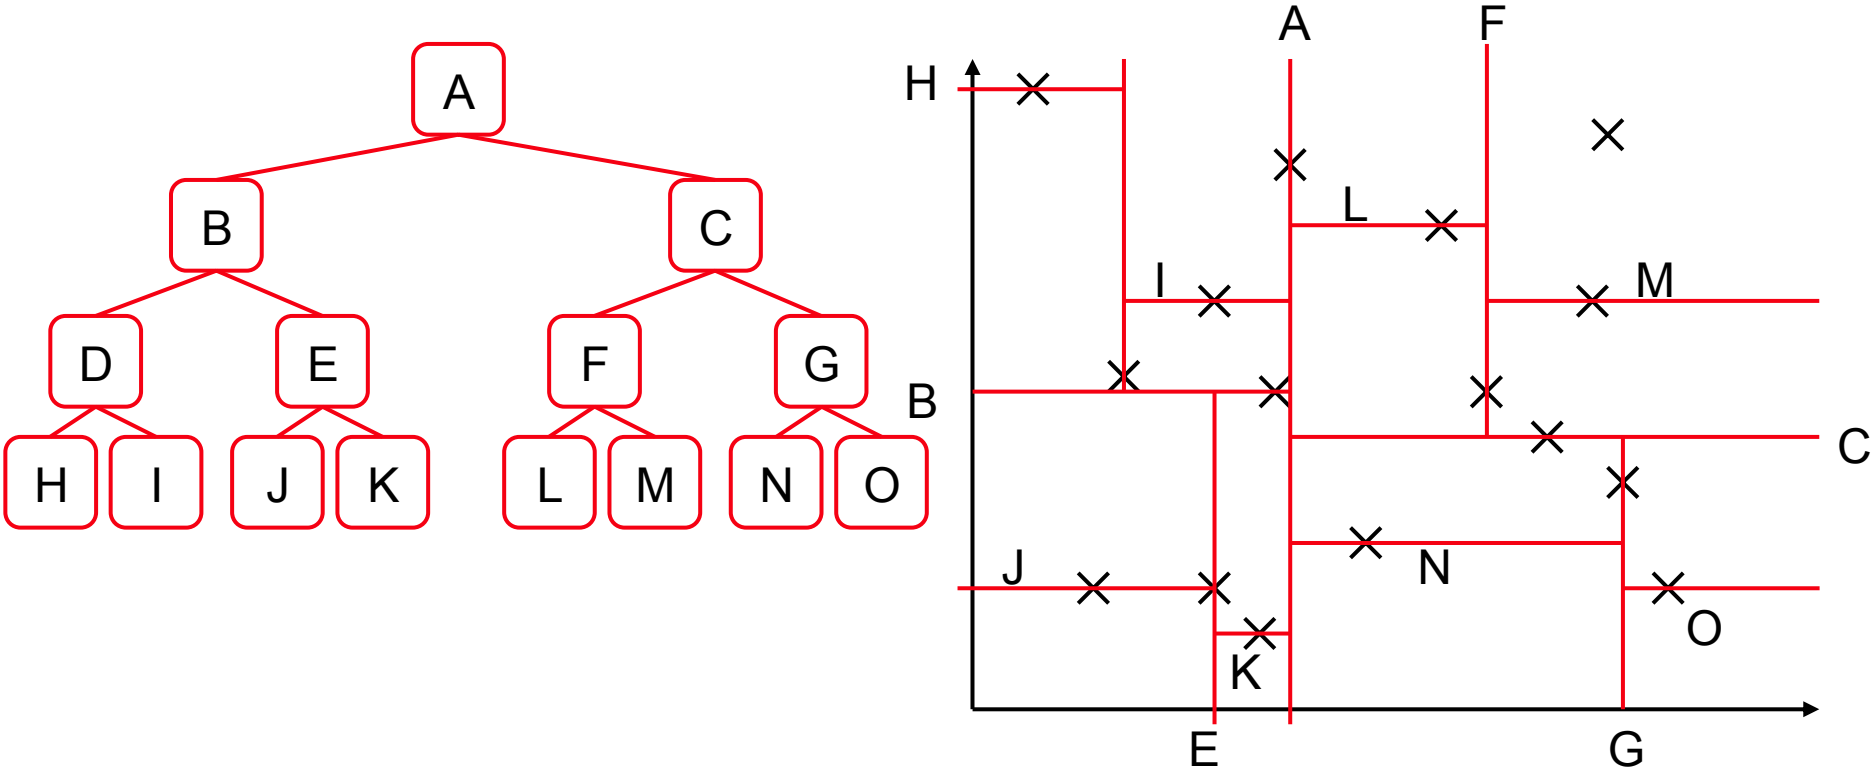 A
B C
D E F G
H I J K L M N O
A F
H
L
I M
B
C
J N
O
K
E G